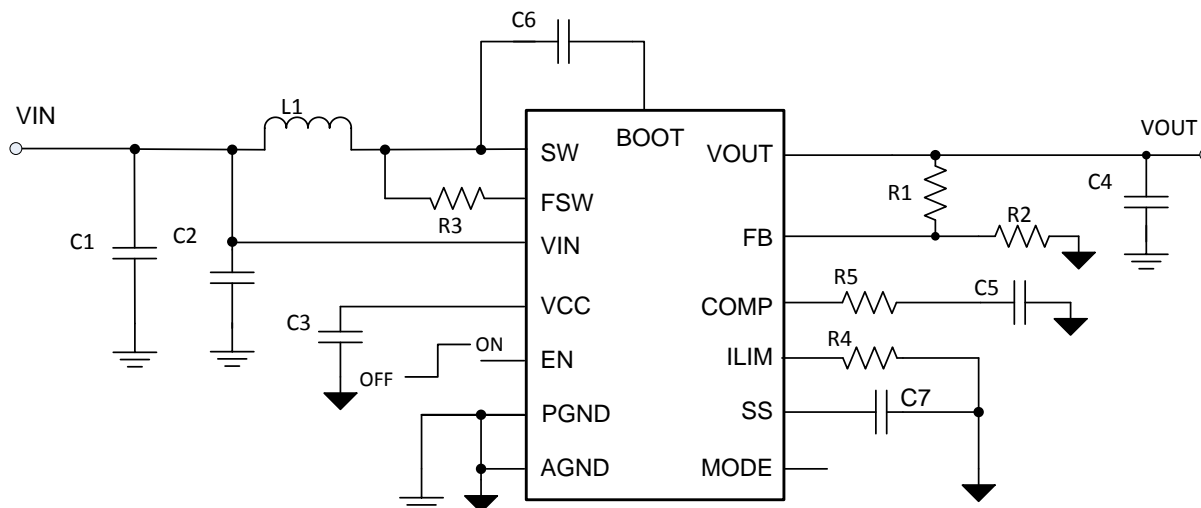 C6
VIN
L1
BOOT
VOUT
SW
VOUT
R1
C4
FSW
R3
R2
C1
C2
VIN
FB
VCC
COMP
R5
C5
C3
ON
EN
OFF
ILIM
R4
PGND
SS
C7
AGND
MODE